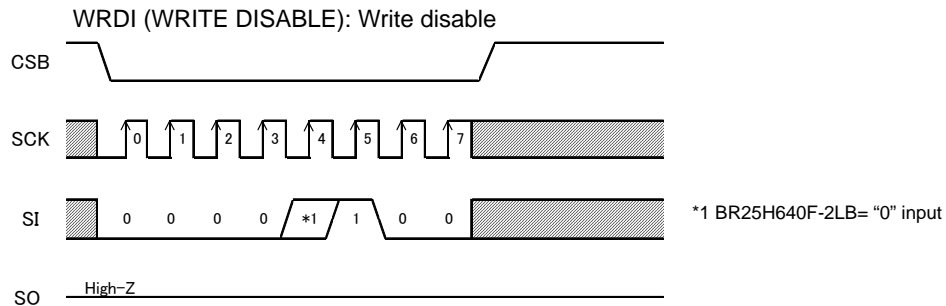 WRDI (WRITE DISABLE): Write disable
CSB
SCK 0 1 2 3 4 5 6 7
SI 0 0 0 0 *1 1 0 0
*1 BR25H640F-2LB= “0” input
SO High-Z